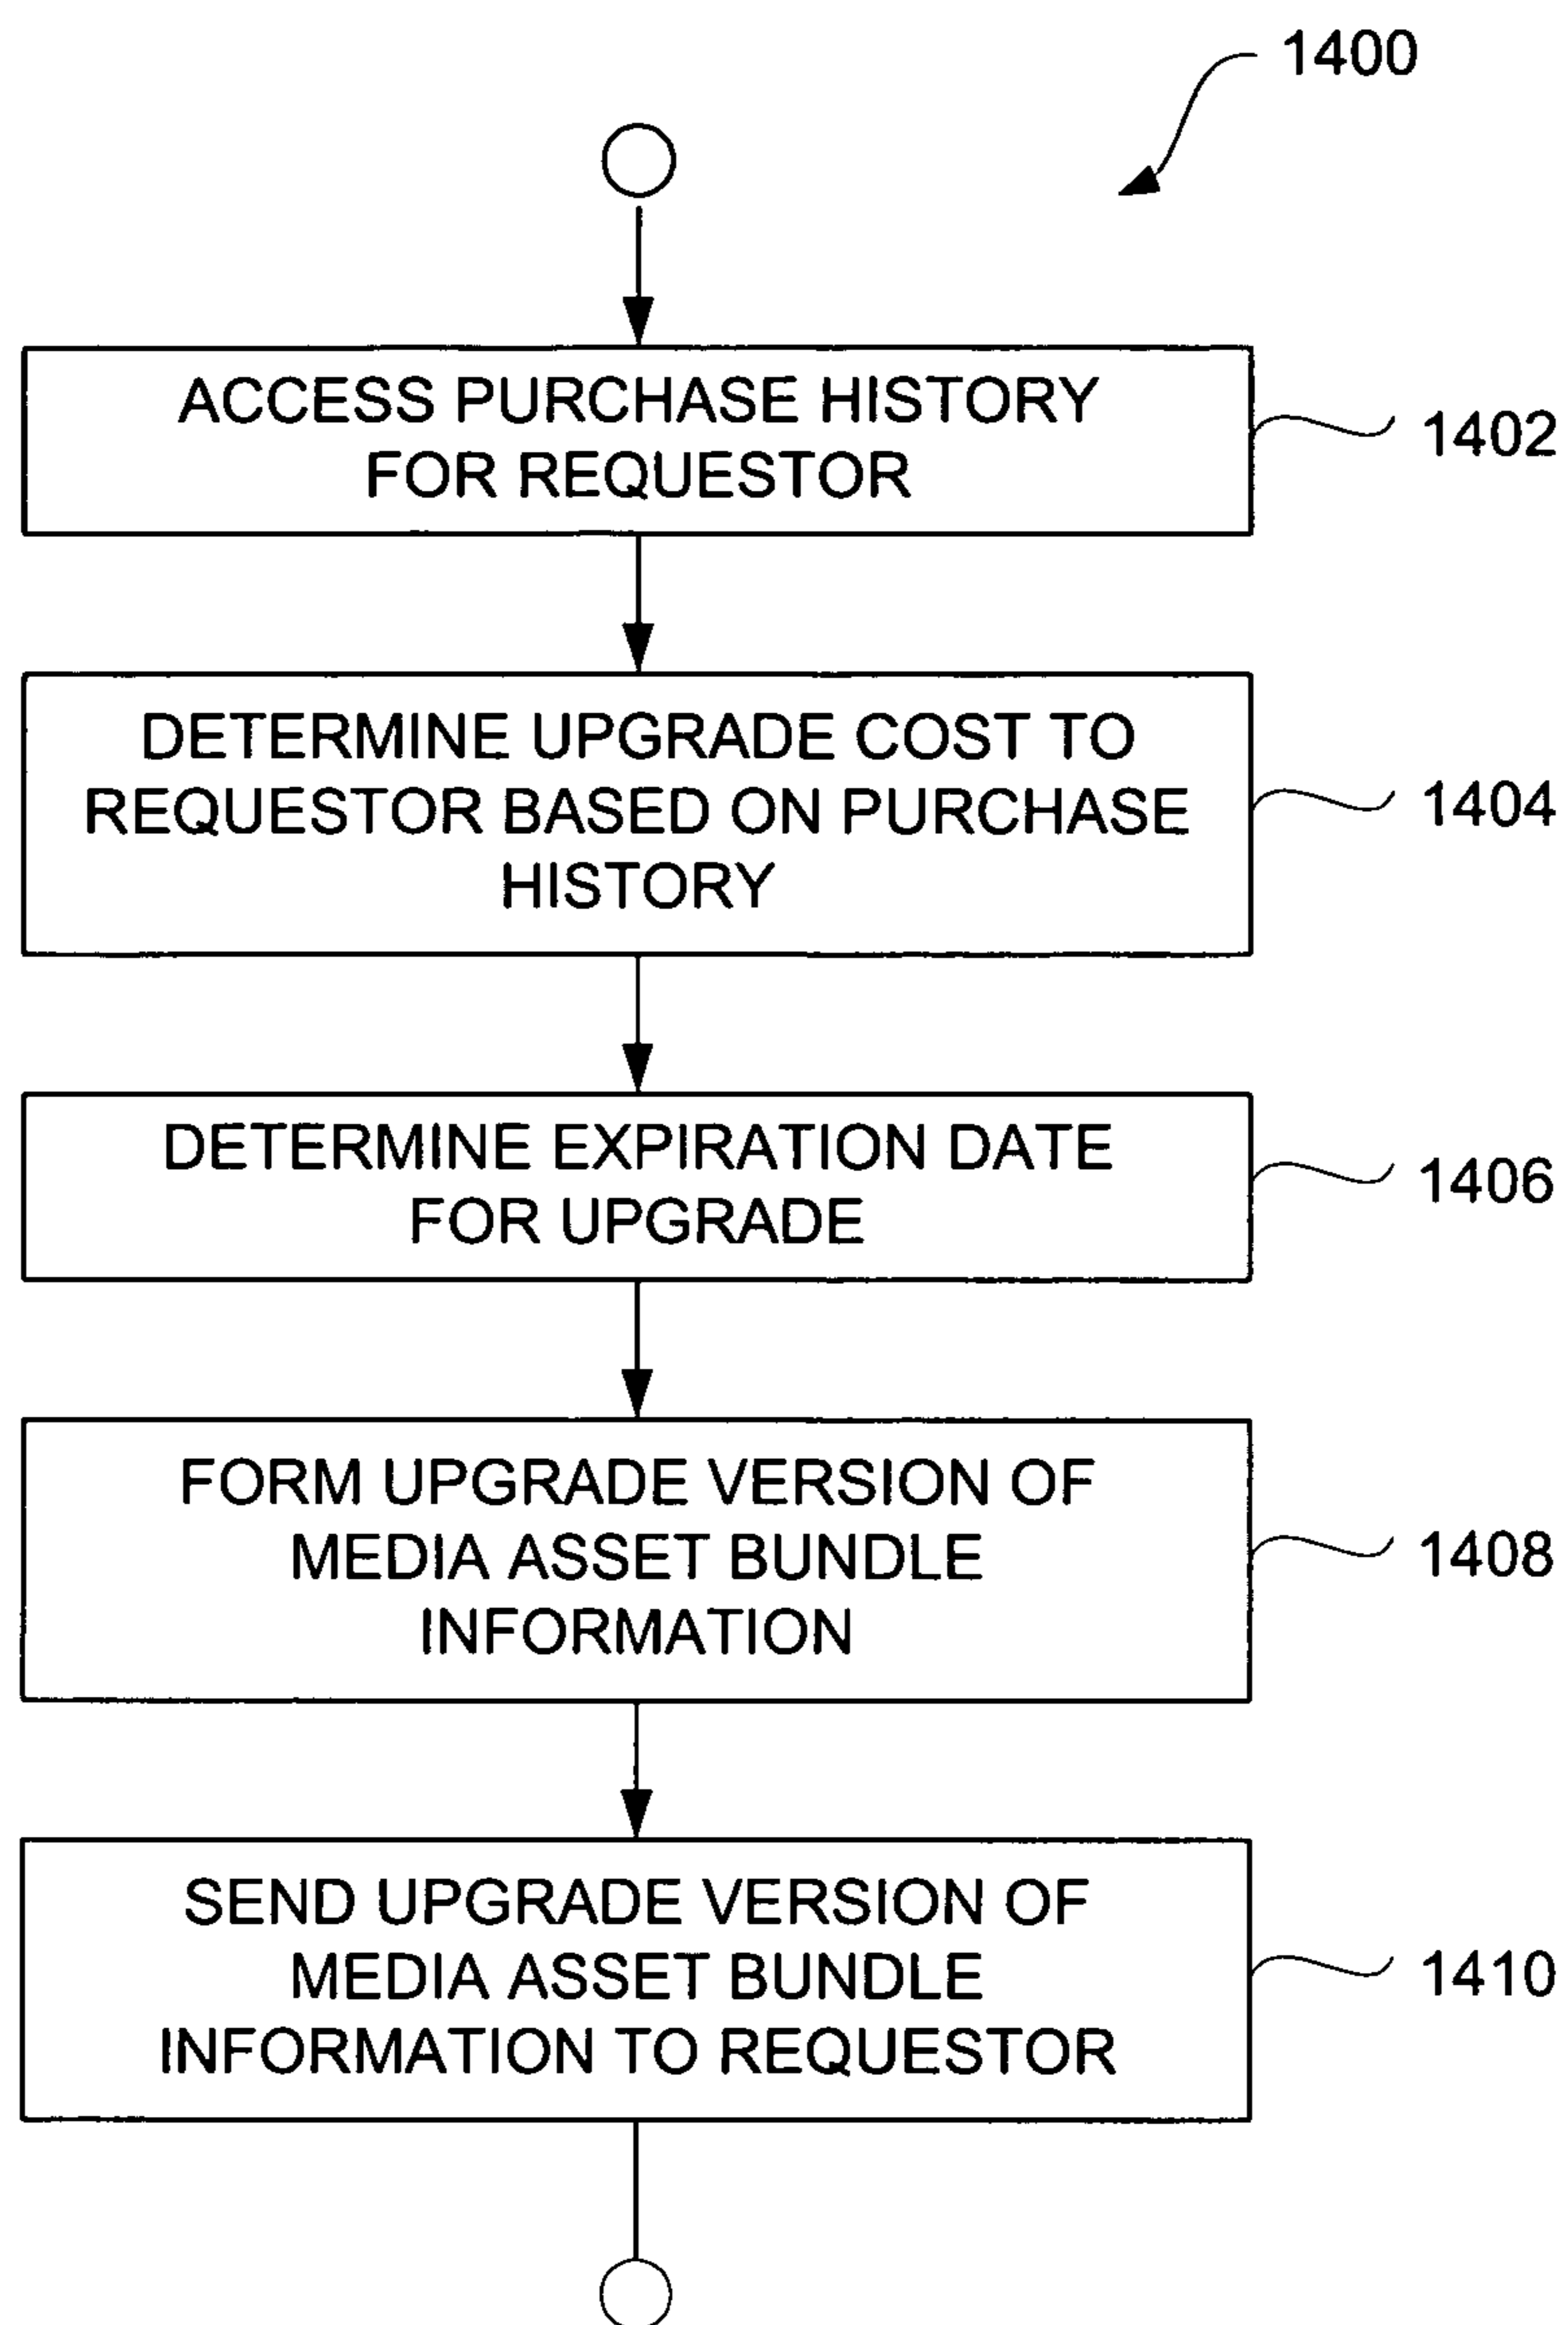 1400
ACCESS PURCHASE HISTORY
FOR REQUESTOR
1402
DETERMINE UPGRADE COST TO
REQUESTOR BASED ON PURCHASE
HISTORY
1404
DETERMINE EXPIRATION DATE
FOR UPGRADE
1406
FORM UPGRADE VERSION OF
MEDIA ASSET BUNDLE
INFORMATION
1408
SEND UPGRADE VERSION OF
MEDIA ASSET BUNDLE
INFORMATION TO REQUESTOR
1410